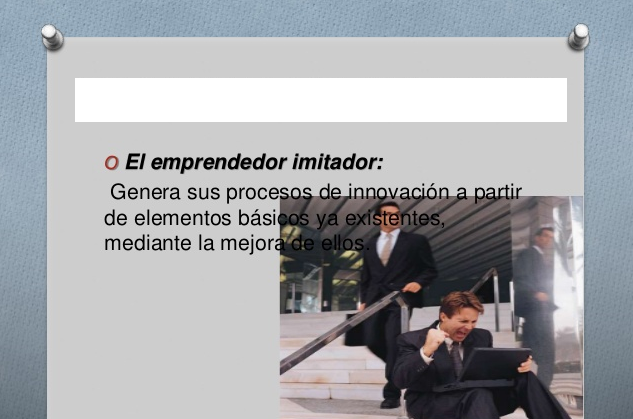 O El emprendedor imitador:
Genera sus procesos de innovación a partir
de elementos básicos ya existentes,
mediante la mejora de ellos.